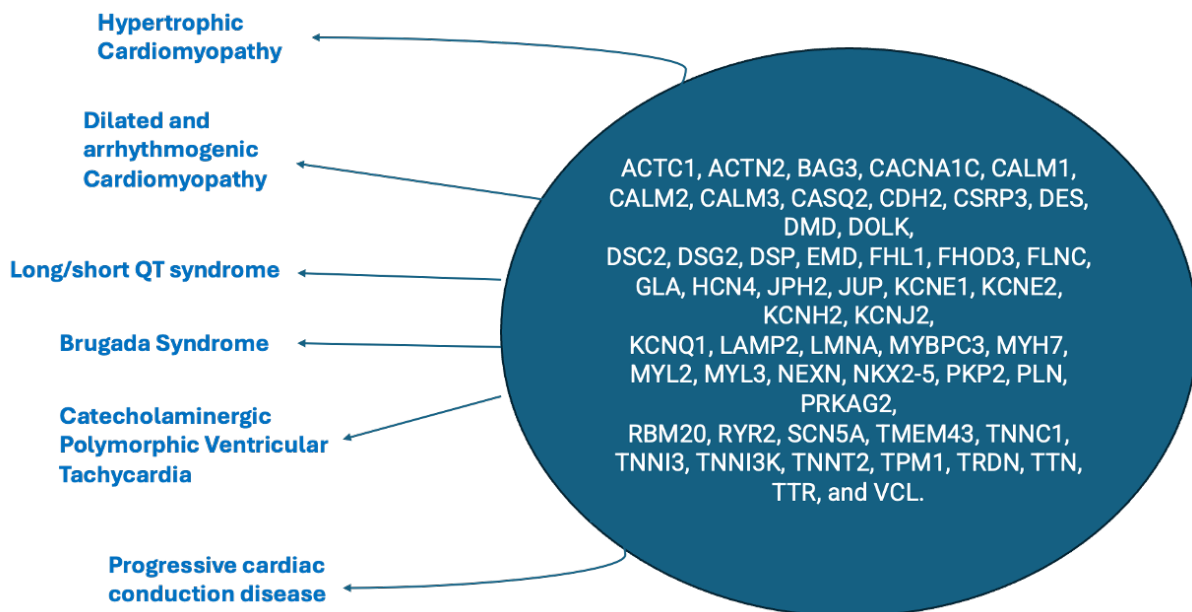 Hypertrophic
Cardiomyopathy
Dilated and
arrhythmogenic
Cardiomyopathy
Long/short QT syndrome
Brugada Syndrome
Catecholaminergic
Polymorphic Ventricular
Tachycardia
Progressive cardiac
conduction disease
ACTC1, ACTN2, BAG3, CACNA1C, CALM1,
CALM2, CALM3, CASQ2, CDH2, CSRP3, DES,
DMD, DOLK,
DSC2, DSG2, DSP, EMD, FHL1, FHOD3, FLNC,
GLA, HCN4, JPH2, JUP, KCNE1, KCNE2,
KCNH2, KCNJ2,
KCNQ1, LAMP2, LMNA, MYBPC3, MYH7,
MYL2, MYL3, NEXN, NKX2-5, PKP2, PLN,
PRKAG2,
RBM20, RYR2, SCN5A, TMEM43, TNNC1,
TNNI3, TNNI3K, TNNT2, TPM1, TRDN, TTN,
TTR, and VCL.